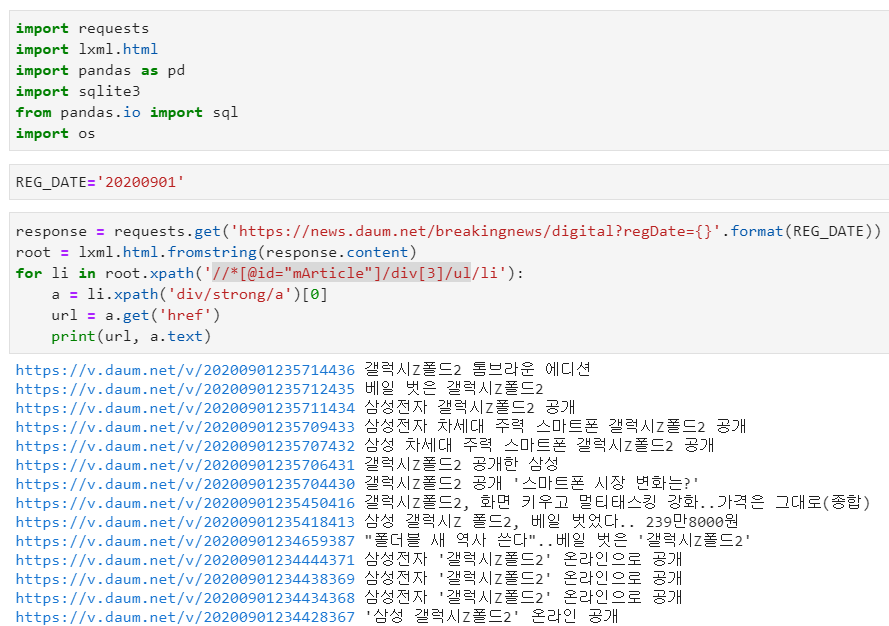 import requests
import lxml.html
import pandas as pd
import sqlite3
from pandas.io import sql
import os
REG_DATE='20200901'
response = requests.get('https://news.daum.net/breakingnews/digital?regDate={}'.format(REG_DATE))
root = lxml.html.fromstring(response.content)
for li in root.xpath('//*[@id="mArticle"]/div[3]/ul/li'):
    a = li.xpath('div/strong/a')[0]
    url = a.get('href')
    print(url, a.text)
https://v.daum.net/v/20200901235714436 갤럭시Z폴드2 톰브라운 에디션
https://v.daum.net/v/20200901235712435 베일 벗은 갤럭시Z폴드2
https://v.daum.net/v/20200901235711434 삼성전자 갤럭시Z폴드2 공개
https://v.daum.net/v/20200901235709433 삼성전자 차세대 주력 스마트폰 갤럭시Z폴드2 공개
https://v.daum.net/v/20200901235707432 삼성 차세대 주력 스마트폰 갤럭시Z폴드2 공개
https://v.daum.net/v/20200901235706431 갤럭시Z폴드2 공개한 삼성
https://v.daum.net/v/20200901235704430 갤럭시Z폴드2 공개 '스마트폰 시장 변화는?'
https://v.daum.net/v/20200901235450416 갤럭시Z폴드2, 화면 키우고 멀티태스킹 강화..가격은 그대로(종합)
https://v.daum.net/v/20200901235418413 삼성 갤럭시Z 폴드2, 베일 벗었다.. 239만8000원
https://v.daum.net/v/20200901234659387 "폴더블 새 역사 쓴다"..베일 벗은 '갤럭시Z폴드2'
https://v.daum.net/v/20200901234444371 삼성전자 '갤럭시Z폴드2' 온라인으로 공개
https://v.daum.net/v/20200901234438369 삼성전자 '갤럭시Z폴드2' 온라인으로 공개
https://v.daum.net/v/20200901234434368 삼성전자 '갤럭시Z폴드2' 온라인으로 공개
https://v.daum.net/v/20200901234428367 '삼성 갤럭시Z폴드2' 온라인 공개